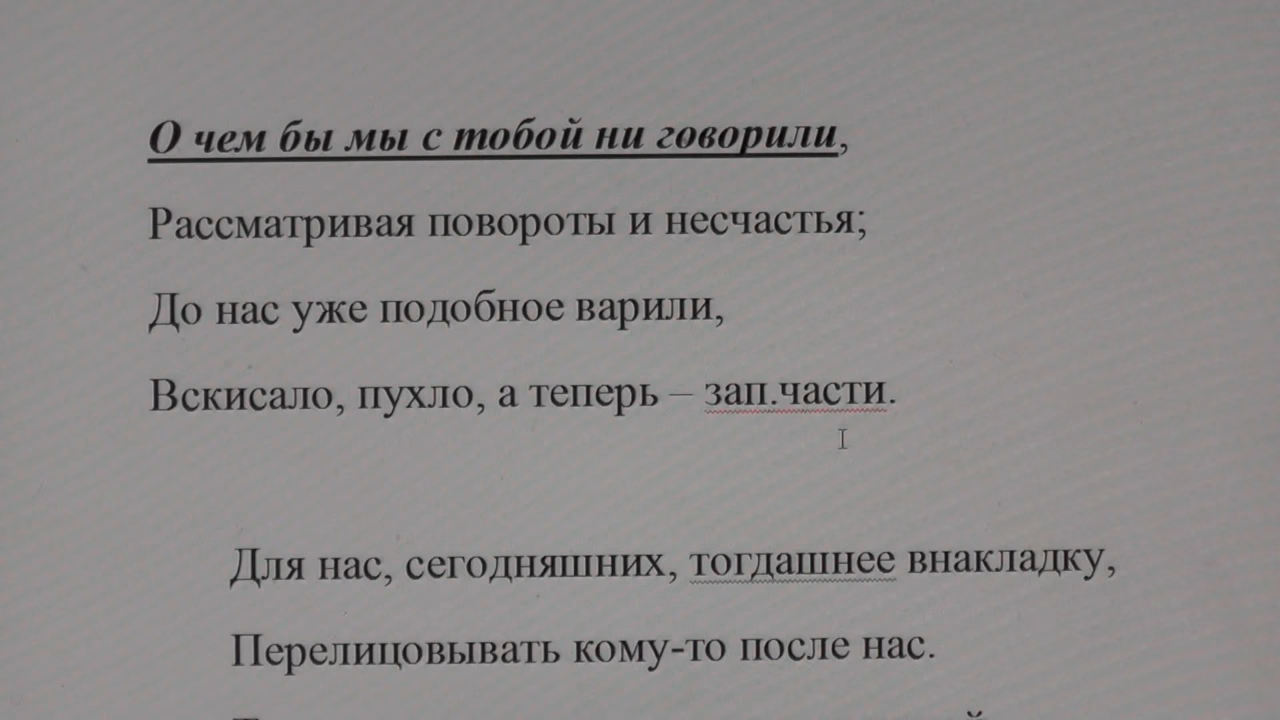 О чем бы мы с тобой ни говорили,
Рассматривая повороты и несчастья;
До нас уже подобное варили,
Вскисало, пухло, а теперь – зап.части.
Для нас, сегодняшних, тогдашнее внакладку,
Перелицовывать кому-то после нас.